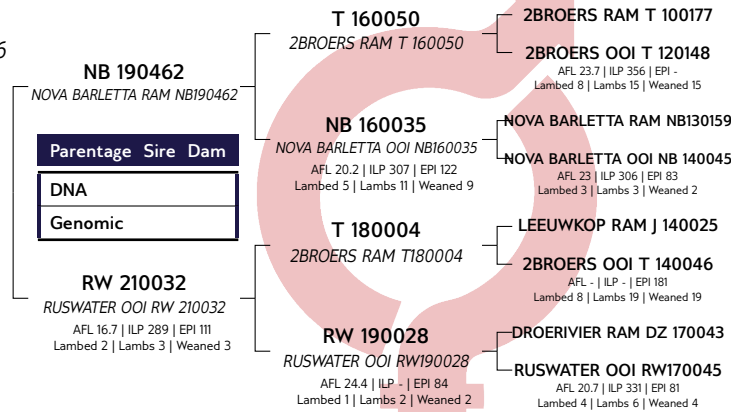 6
NB 190462
NOVA BARLETTA RAM NB190462
Parentage Sire Dam
DNA
Genomic
RW 210032
RUSWATER OOI RW 210032
AFL 16.7 | ILP 289 | EPI 111
Lambed 2 | Lambs 3 | Weaned 3
T 160050
2BROERS RAM T 160050
NB 160035
NOVA BARLETTA OOI NB160035
AFL 20.2 | ILP 307 | EPI 122
Lambed 5 | Lambs 11 | Weaned 9
T 180004
2BROERS RAM T180004
RW 190028
RUSWATER OOI RW190028
AFL 24.4 | ILP - | EPI 84
Lambed 1 | Lambs 2 | Weaned 2
2BROERS RAM T 100177
2BROERS OOI T 120148
AFL 23.7 | ILP 356 | EPI -
Lambed 8 | Lambs 15 | Weaned 15
NOVA BARLETTA RAM NB130159
NOVA BARLETTA OOI NB 140045
AFL 23 | ILP 306 | EPI 83
Lambed 3 | Lambs 3 | Weaned 2
LEEUWKOP RAM J 140025
2BROERS OOI T 140046
AFL - | ILP - | EPI 181
Lambed 8 | Lambs 19 | Weaned 19
DROERIVIER RAM DZ 170043
RUSWATER OOI RW170045
AFL 20.7 | ILP 331 | EPI 81
Lambed 4 | Lambs 6 | Weaned 4